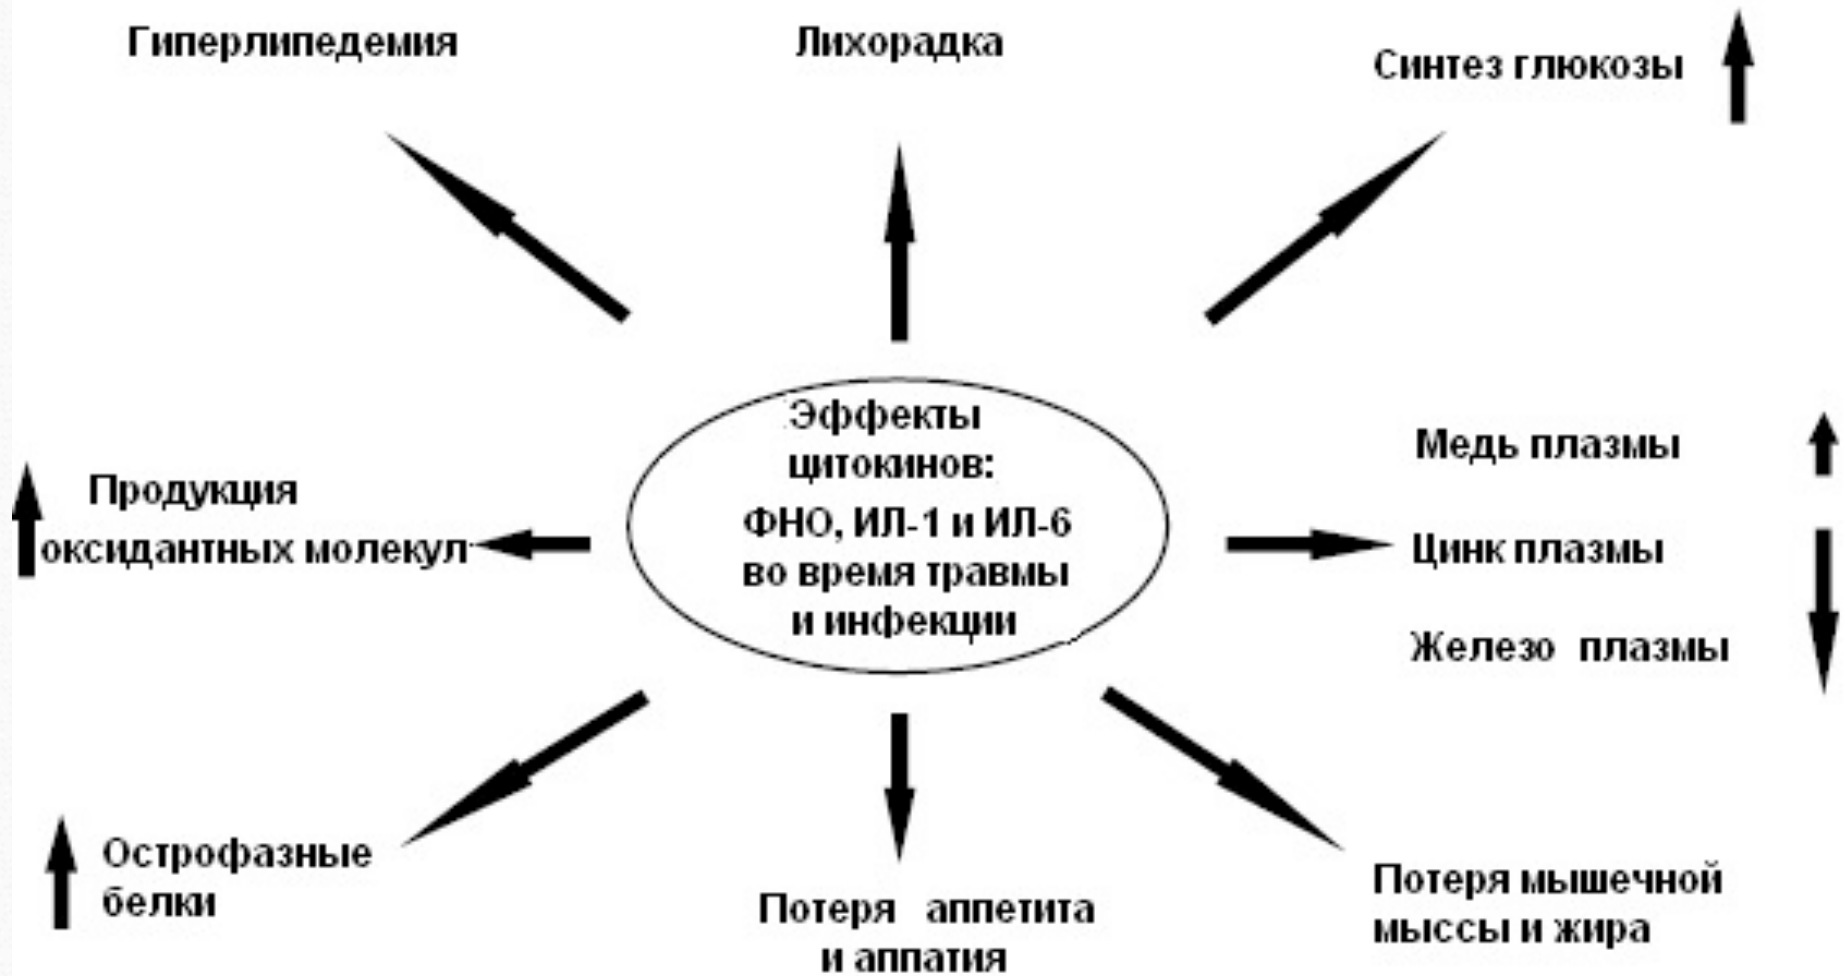 Гиперлипедемия
Лихорадка
Синтез глюкозы
Эффекты
цитокинов:
ФНО, ИЛ-1 и ИЛ-6
во время травмы
и инфекции
Продукция
оксидантных молекул
Медь плазмы
Цинк плазмы
Железо плазмы
Острофазные
белки
Потеря аппетита
и аппатия
Потеря мышечной
мыссы и жира